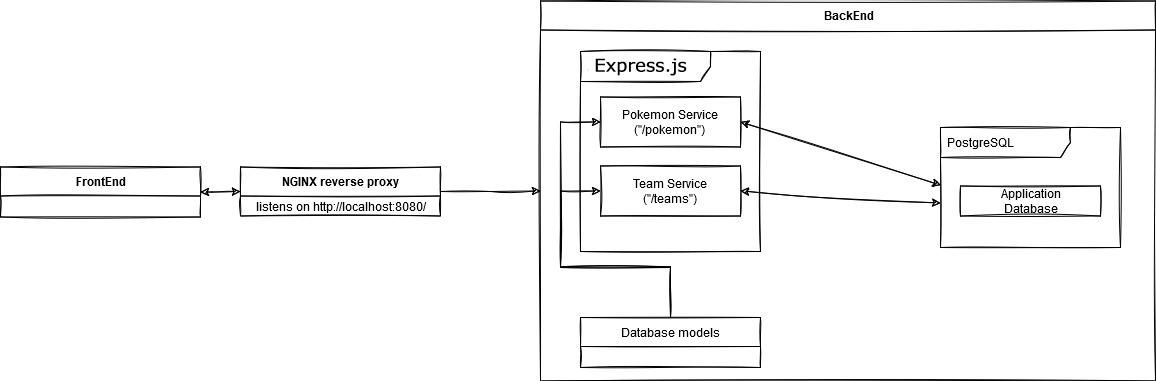 BackEnd
Express.js
Pokemon Service
("/pokemon")
PostgreSQL
FrontEnd
NGINX reverse proxy
listens on http://localhost:8080/
Team Service
("/teams")
Application
Database
Database models